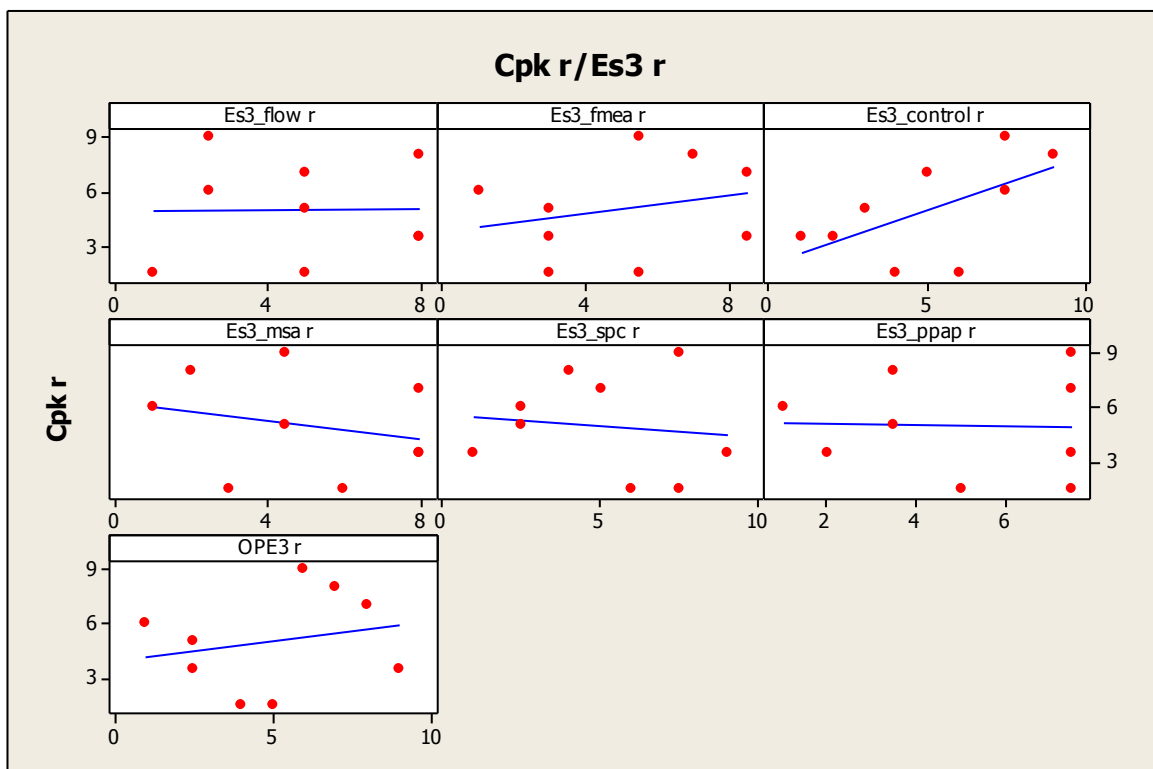 Cpk r/Es3 r
Es3_flow r Es3_fmea r Es3_control r
9
6
3
0 4 8 0 4 8 0 5 10
Es3_msa r Es3_spc r Es3_ppap r
9
6
3
0 4 8 0 5 10 2 4 6
OPE3 r
9
6
3
0 5 10
Cpk r